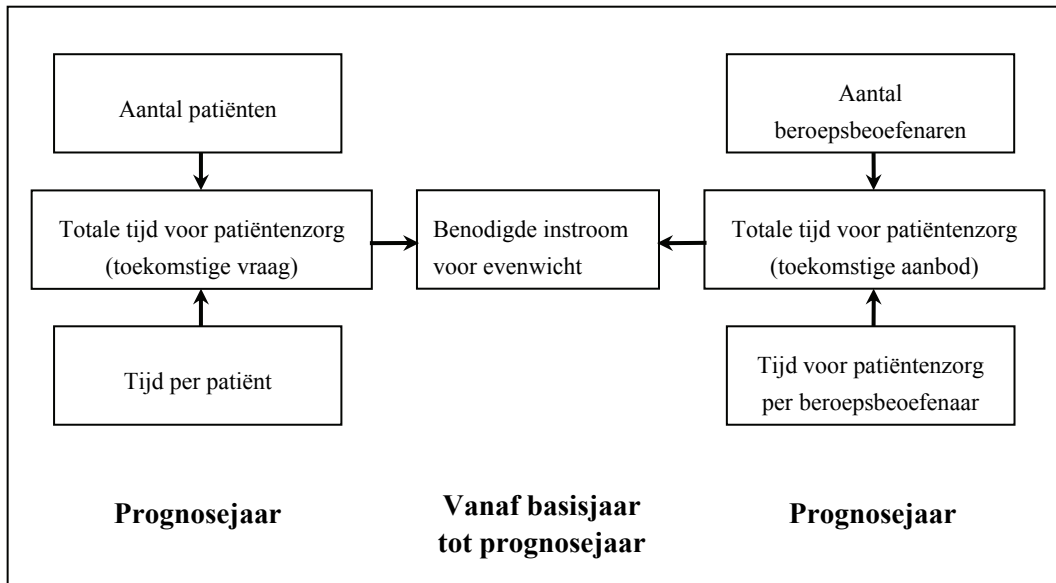 Aantal patiënten
Totale tijd voor patiëntenzorg
(toekomstige vraag)
Tijd per patiënt
Prognosejaar
Benodigde instroom
voor evenwicht
Vanaf basisjaar
tot prognosejaar
Aantal
beroepsbeoefenaren
Totale tijd voor patiëntenzorg
(toekomstige aanbod)
Tijd voor patiëntenzorg
per beroepsbeoefenaar
Prognosejaar